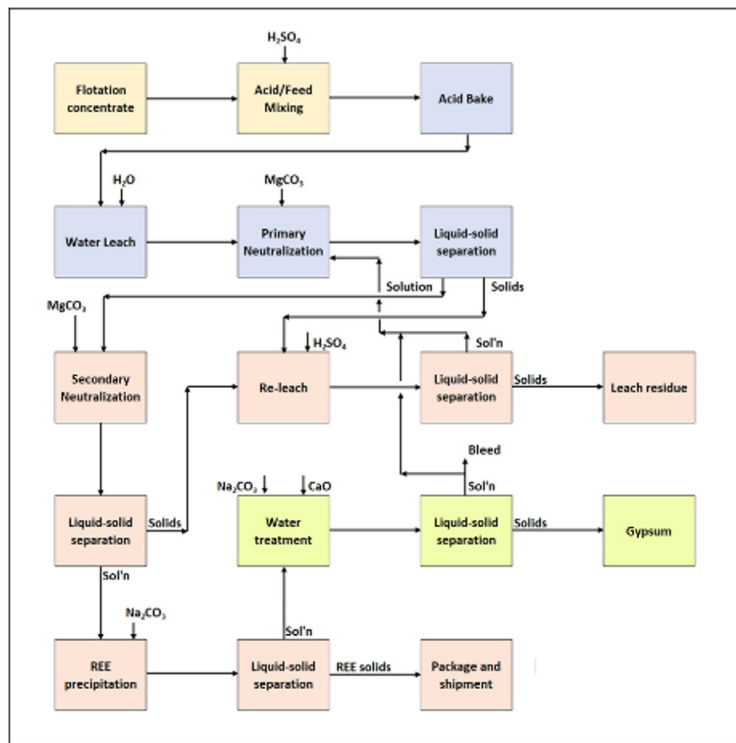 H₂SO₄
Flotation
concentrate
Acid/Feed
Mixing
Acid Bake
H₂O
MgCO₃
Water Leach
Primary
Neutralization
Liquid-solid
separation
Solution
Solids
MgCO₃
H₂SO₄
Sol'n
Secondary
Neutralization
Re-leach
Liquid-solid
separation
Solids
Leach residue
Bleed
Na₂CO₃
CaO
Sol'n
Liquid-solid
separation
Solids
Water
treatment
Liquid-solid
separation
Solids
Gypsum
Sol'n
Na₂CO₃
Sol'n
REE
precipitation
Liquid-solid
separation
REE solids
Package and
shipment